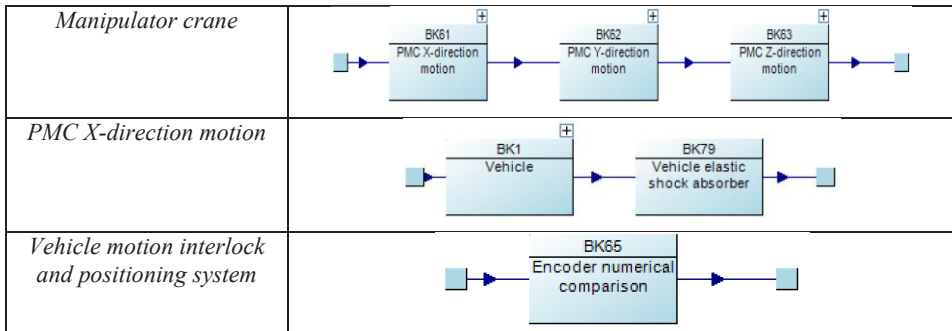 Manipulator crane
BK61
PMC X-direction
motion
BK62
PMC Y-direction
motion
BK63
PMC Z-direction
motion
PMC X-direction motion
BK1
Vehicle
BK79
Vehicle elastic
shock absorber
Vehicle motion interlock
and positioning system
BK65
Encoder numerical
comparison